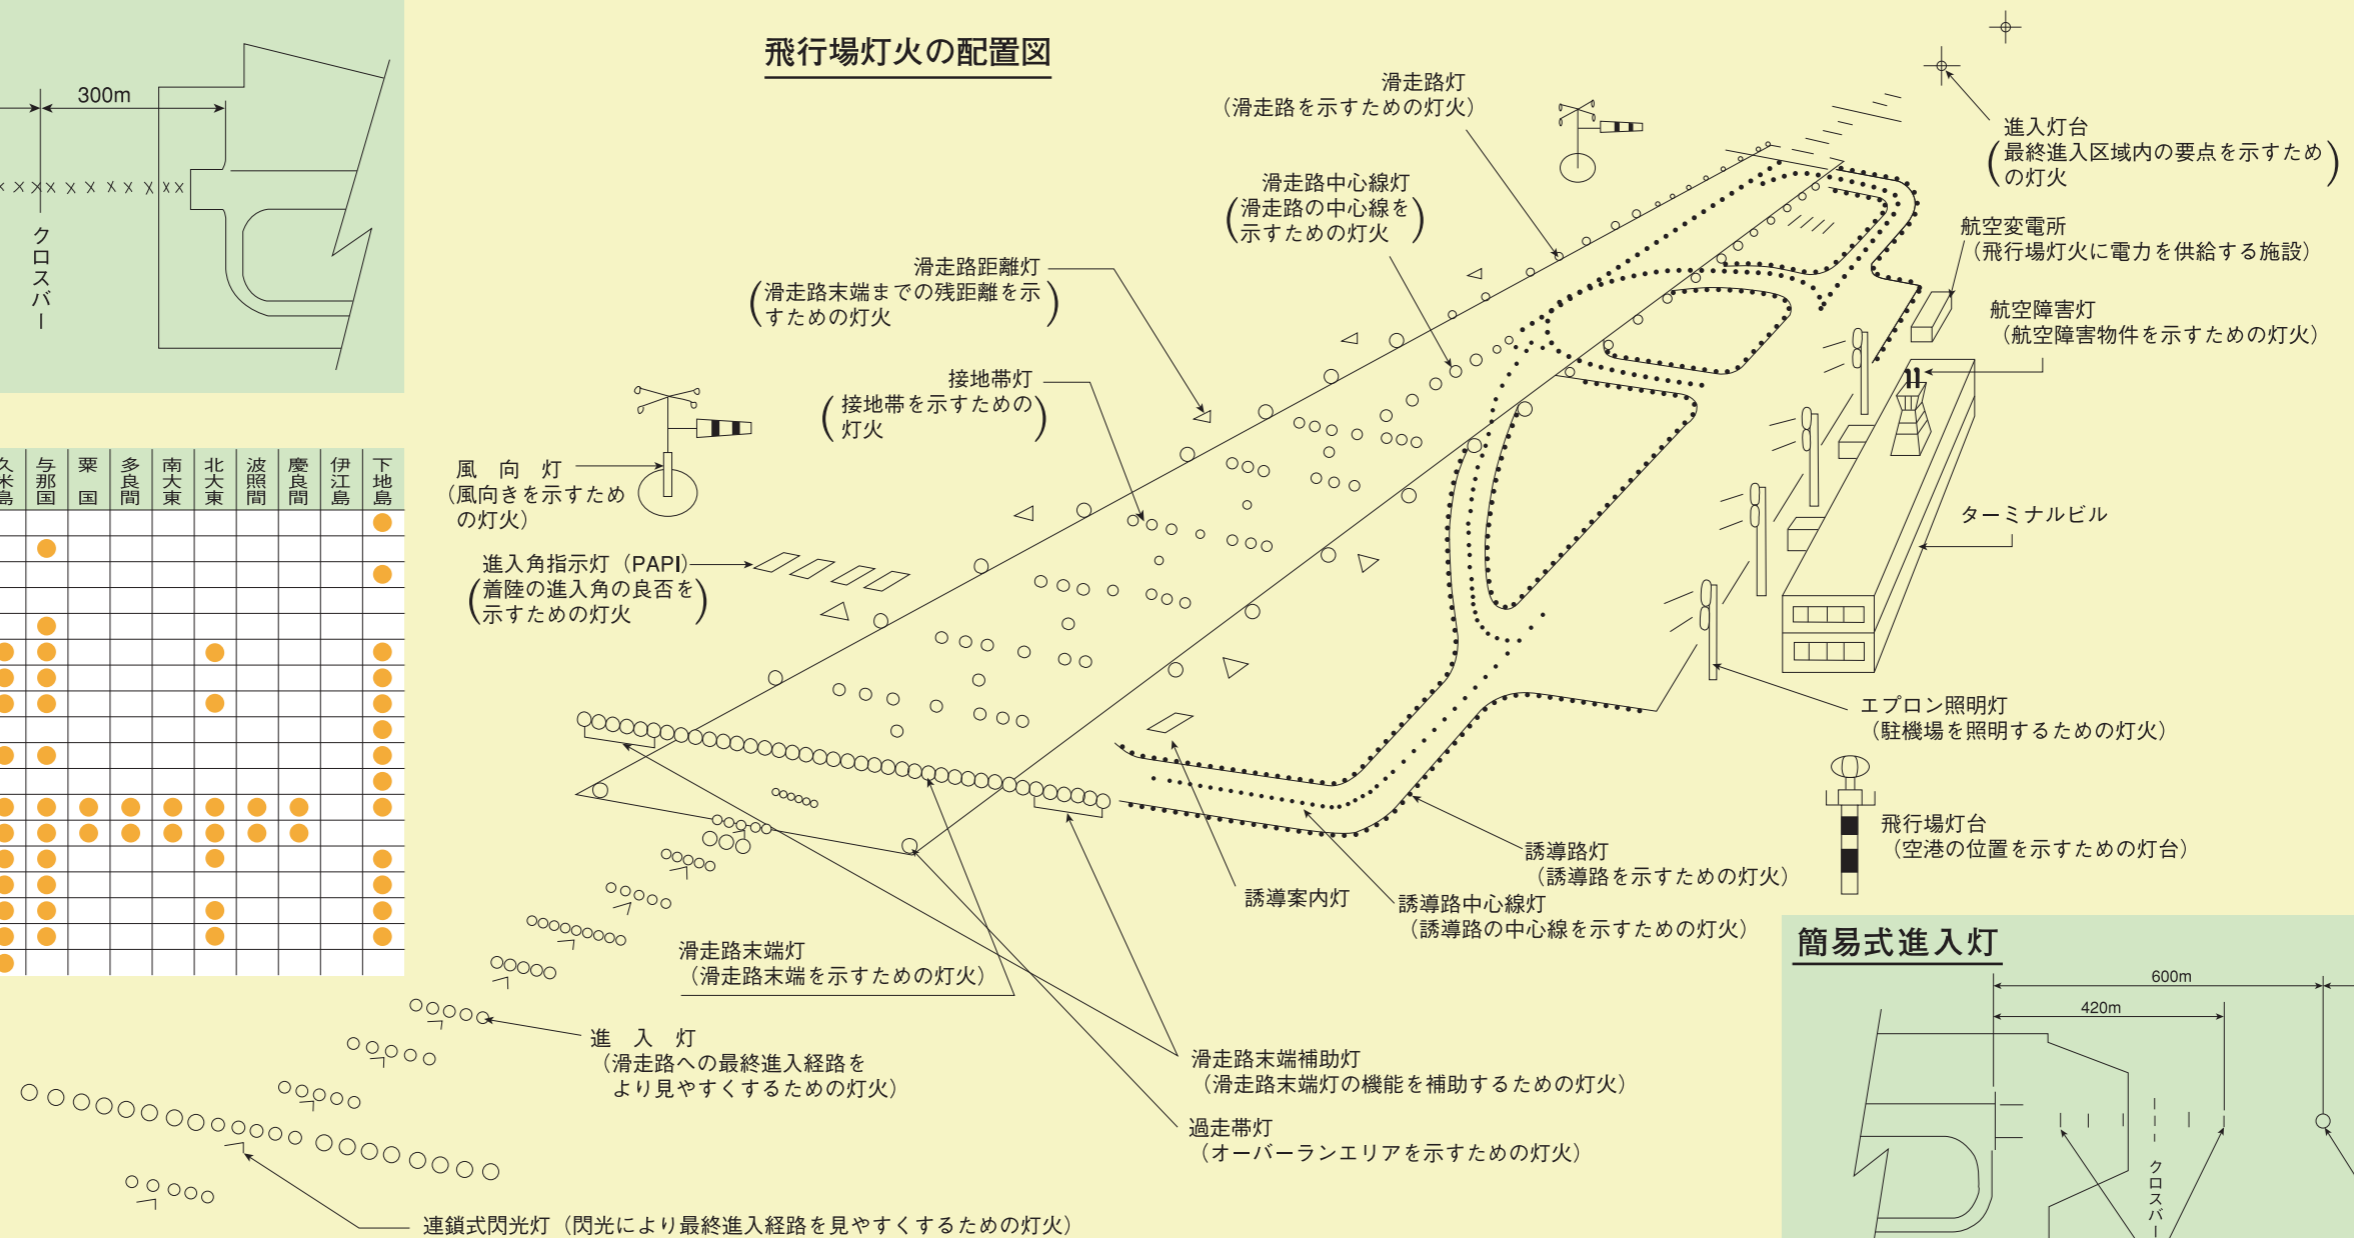 飛行場灯火の配置図
300m
クロスバー
久米島
与那国
粟国
多良間
南大東
北大東
波照間
慶良間
伊江島
下地島
滑走路灯
（滑走路を示すための灯火）
進入灯台
（最終進入区域内の要点を示すため
の灯火）
滑走路中心線灯
（滑走路の中心線を
示すための灯火）
航空変電所
（飛行場灯火に電力を供給する施設）
滑走路距離灯
（滑走路末端までの残距離を示
すための灯火）
航空障害灯
（航空障害物件を示すための灯火）
接地帯灯
（接地帯を示すための
灯火）
風　向　灯
（風向きを示すため
の灯火）
ターミナルビル
進入角指示灯（PAPI）
（着陸の進入角の良否を
示すための灯火）
エプロン照明灯
（駐機場を照明するための灯火）
飛行場灯台
（空港の位置を示すための灯台）
誘導路灯
（誘導路を示すための灯火）
誘導案内灯
誘導路中心線灯
（誘導路の中心線を示すための灯火）
滑走路末端灯
（滑走路末端を示すための灯火）
進　入　灯
（滑走路への最終進入経路を
より見やすくするための灯火）
滑走路末端補助灯
（滑走路末端灯の機能を補助するための灯火）
過走帯灯
（オーバーランエリアを示すための灯火）
連鎖式閃光灯（閃光により最終進入経路を見やすくするための灯火）
簡易式進入灯
600m
420m
クロスバー